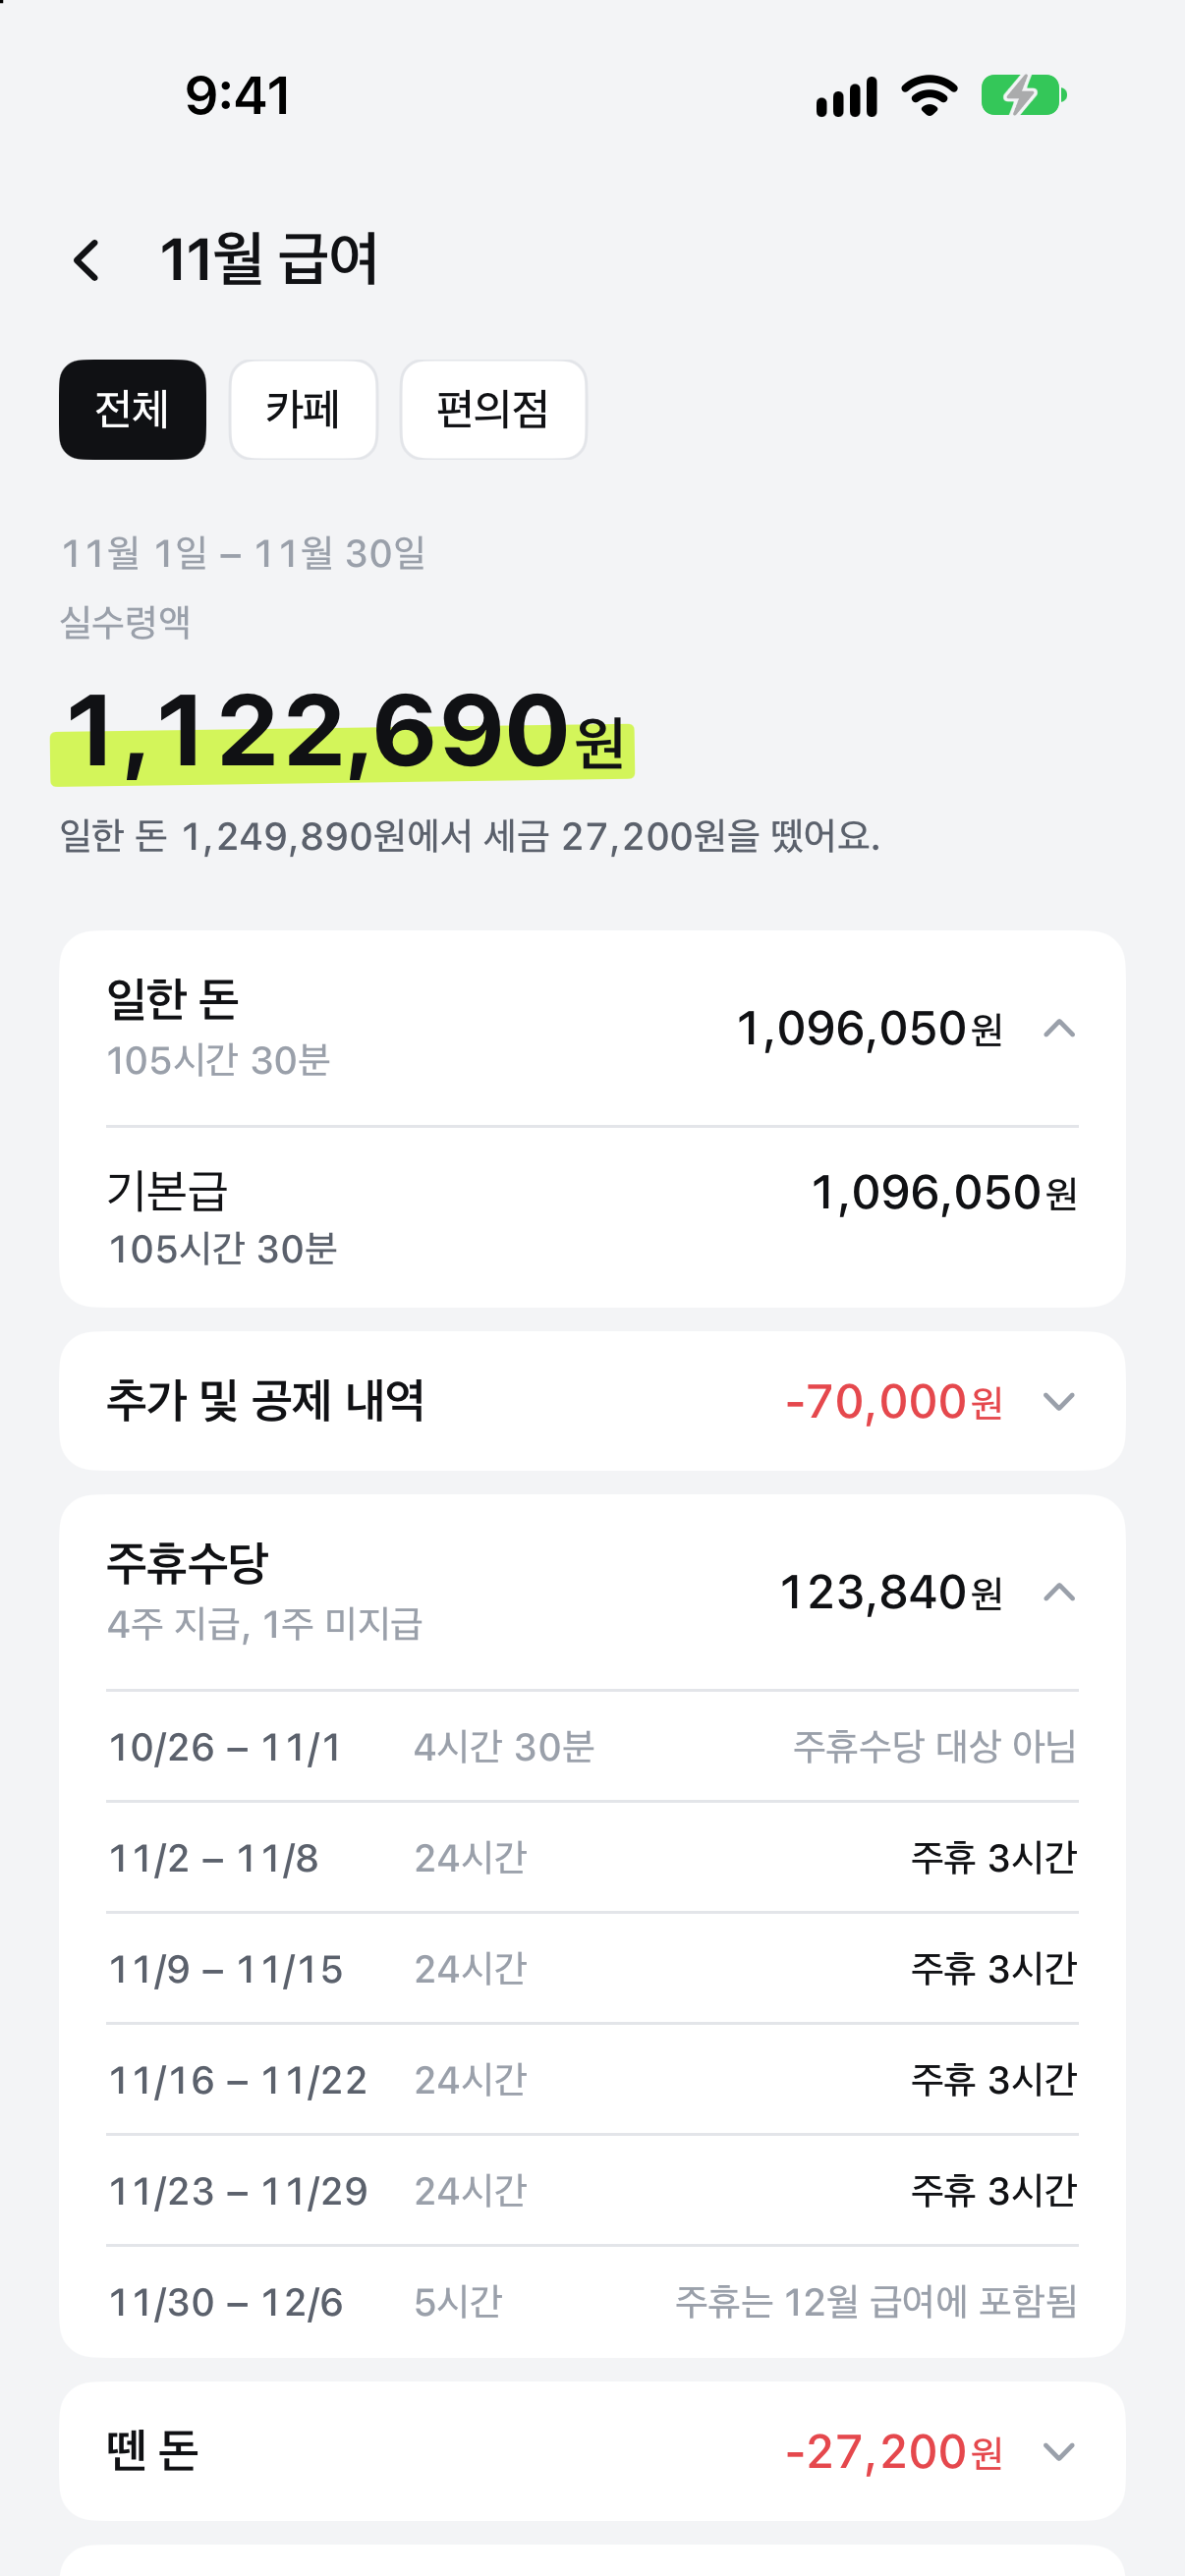 9:41
11월 급여
전체 카페 편의점
11월 1일 – 11월 30일
실수령액
1,122,690원
일한 돈 1,249,890원에서 세금 27,200원을 뗐어요.
일한 돈
105시간 30분
1,096,050원
기본급 1,096,050원
105시간 30분
추가 및 공제 내역 -70,000원
주휴수당
4주 지급, 1주 미지급
123,840원
10/26 – 11/1 4시간 30분 주휴수당 대상 아님
11/2 – 11/8 24시간 주휴 3시간
11/9 – 11/15 24시간 주휴 3시간
11/16 – 11/22 24시간 주휴 3시간
11/23 – 11/29 24시간 주휴 3시간
11/30 – 12/6 5시간 주휴는 12월 급여에 포함됨
뗀 돈 -27,200원